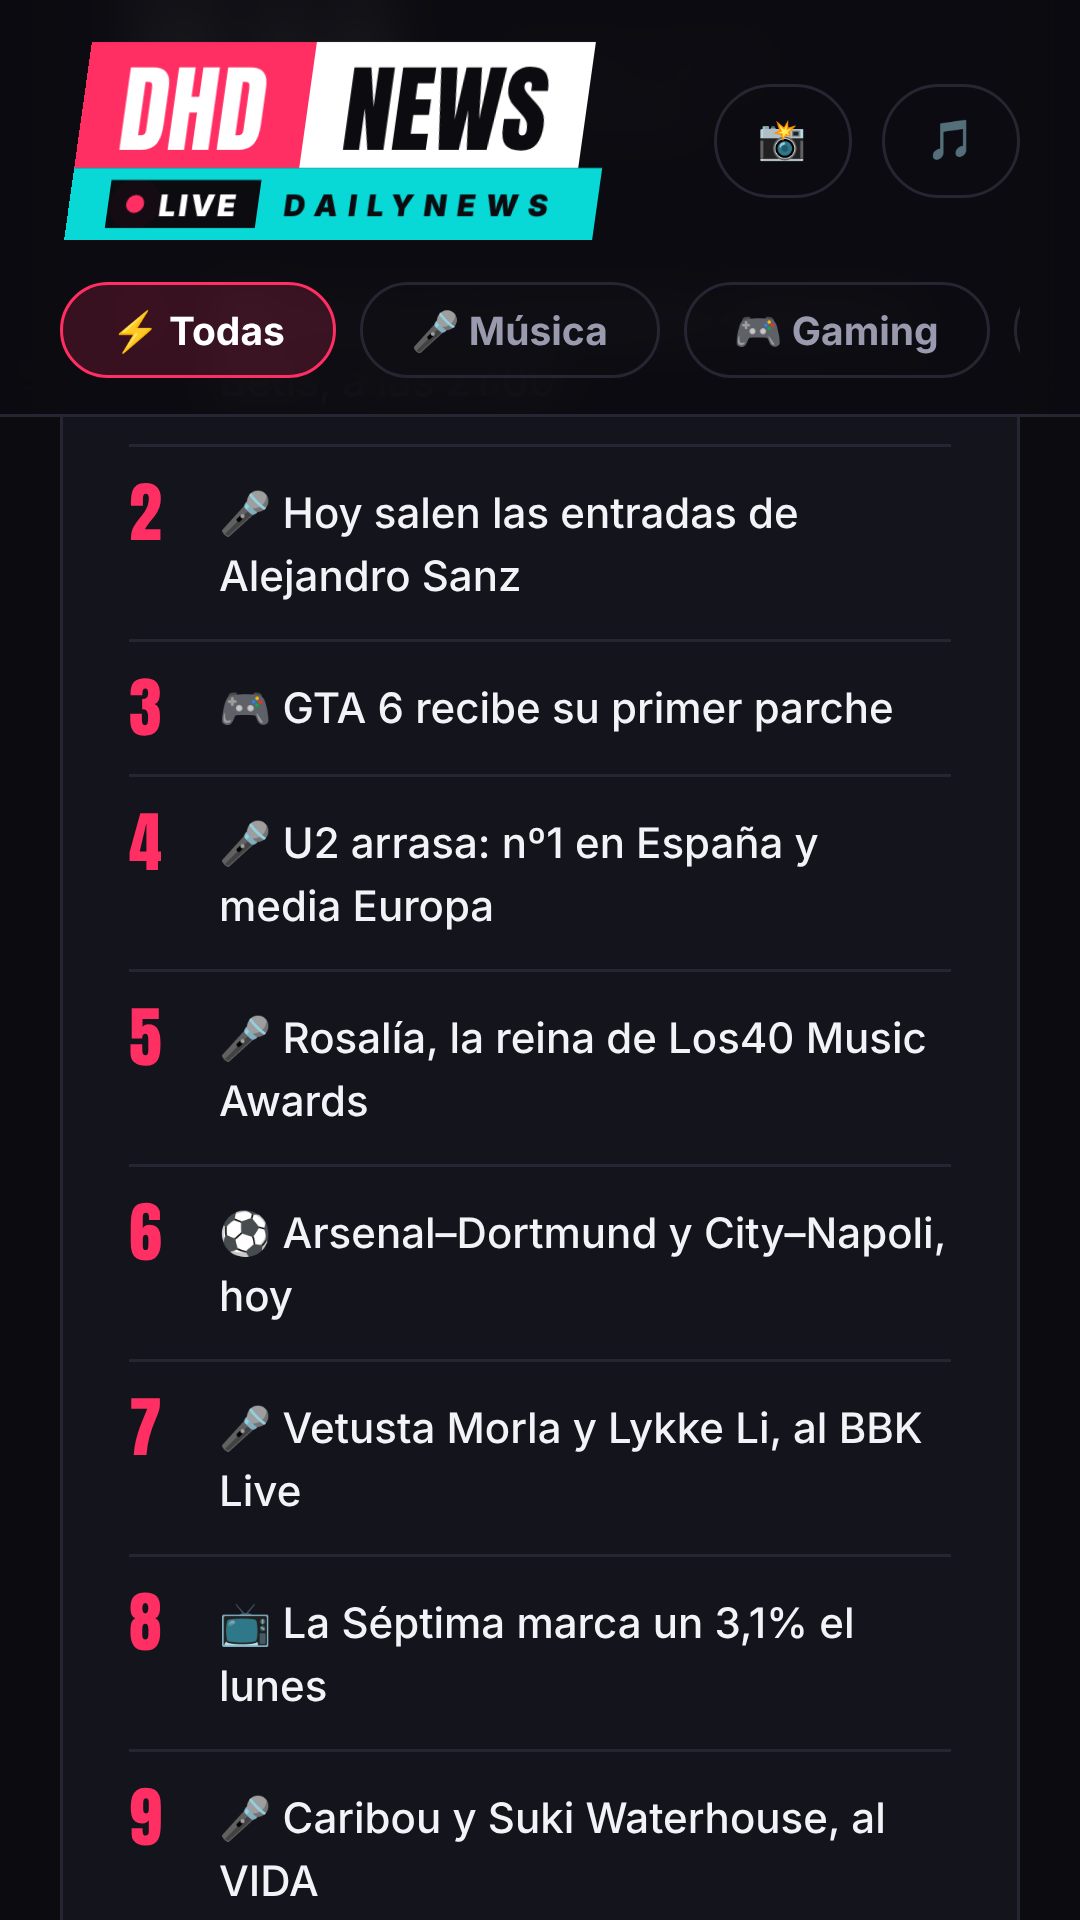 DHD NEWS
LIVE DAILYNEWS
⚡ Todas 🎤 Música 🎮 Gaming
2 🎤 Hoy salen las entradas de
Alejandro Sanz
3 🎮 GTA 6 recibe su primer parche
4 🎤 U2 arrasa: nº1 en España y
media Europa
5 🎤 Rosalía, la reina de Los40 Music
Awards
6 ⚽ Arsenal–Dortmund y City–Napoli,
hoy
7 🎤 Vetusta Morla y Lykke Li, al BBK
Live
8 📺 La Séptima marca un 3,1% el
lunes
9 🎤 Caribou y Suki Waterhouse, al
VIDA